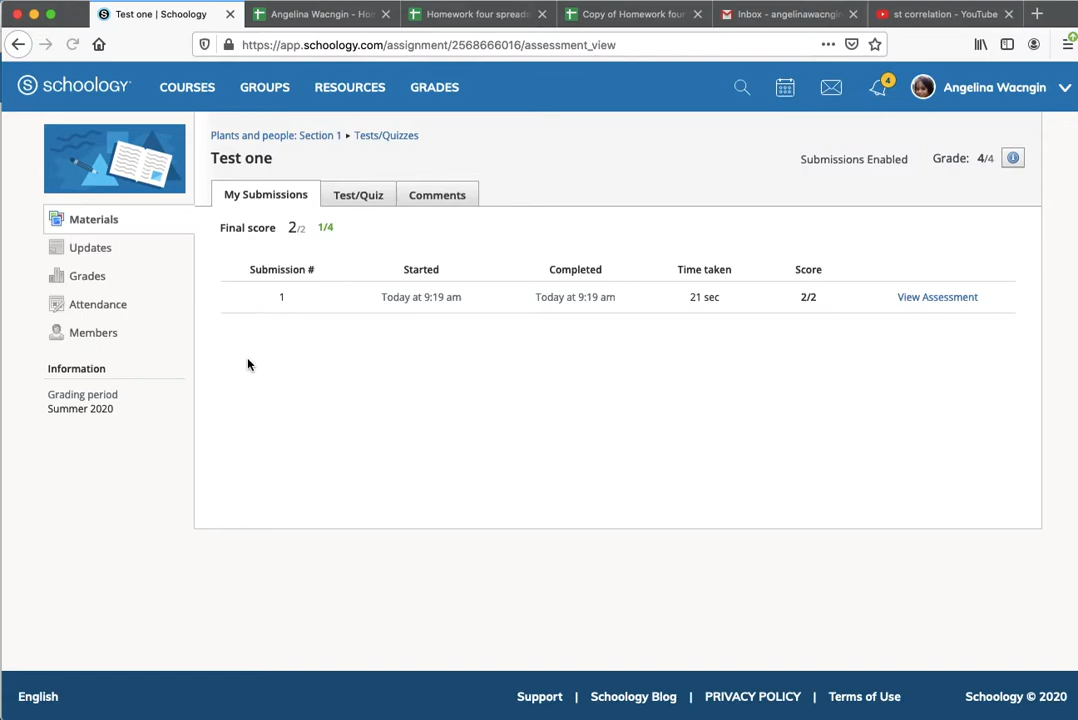 Test one | Schoology
Angelina Wacngin - Ho
Homework four spreads
Copy of Homework four
Inbox - angelinawacngin
st correlation - YouTube
https://app.schoology.com/assignment/2568666016/assessment_view
S schoology
COURSES GROUPS RESOURCES GRADES
4
Angelina Wacngin
Plants and people: Section 1 ▸ Tests/Quizzes
Test one
Submissions Enabled Grade: 4/4
My Submissions Test/Quiz Comments
Final score 2/2 1/4
Submission # Started Completed Time taken Score
1 Today at 9:19 am Today at 9:19 am 21 sec 2/2 View Assessment
Materials
Updates
Grades
Attendance
Members
Information
Grading period
Summer 2020
English
Support | Schoology Blog | PRIVACY POLICY | Terms of Use Schoology © 2020